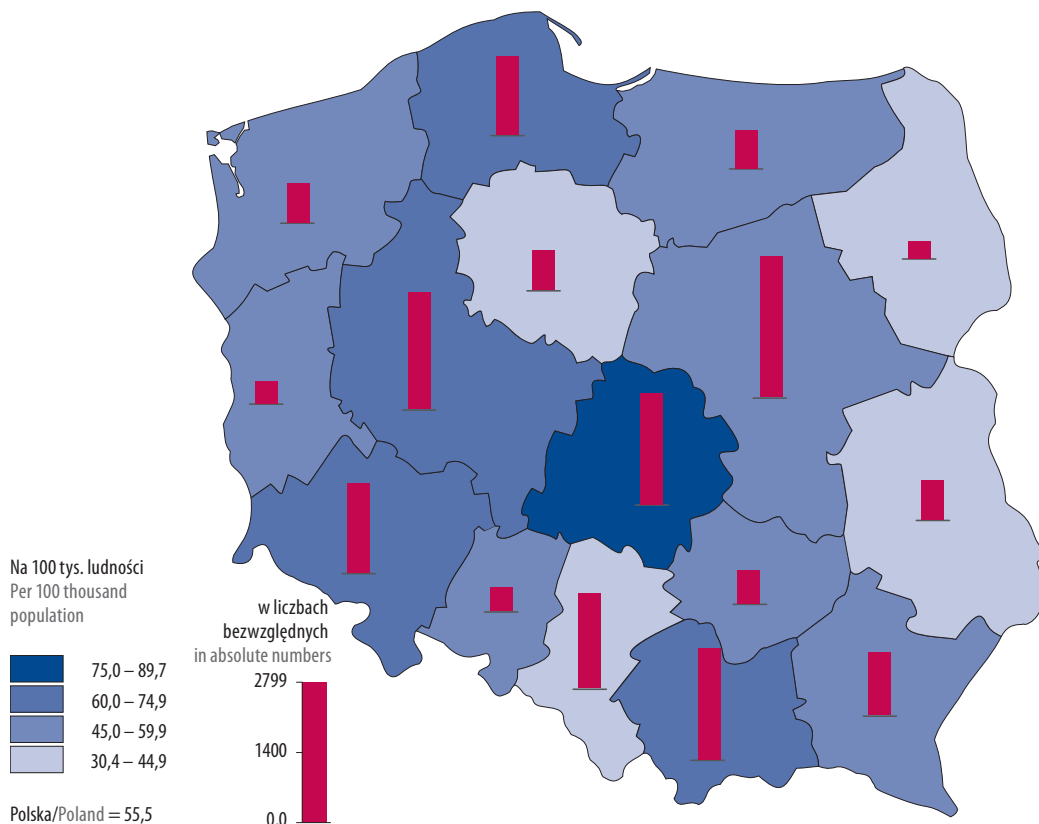 Na 100 tys. ludności
Per 100 thousand
population
75,0 – 89,7
60,0 – 74,9
45,0 – 59,9
30,4 – 44,9
Polska/Poland = 55,5
w liczbach
bezwzględnych
in absolute numbers
2799
1400
0.0